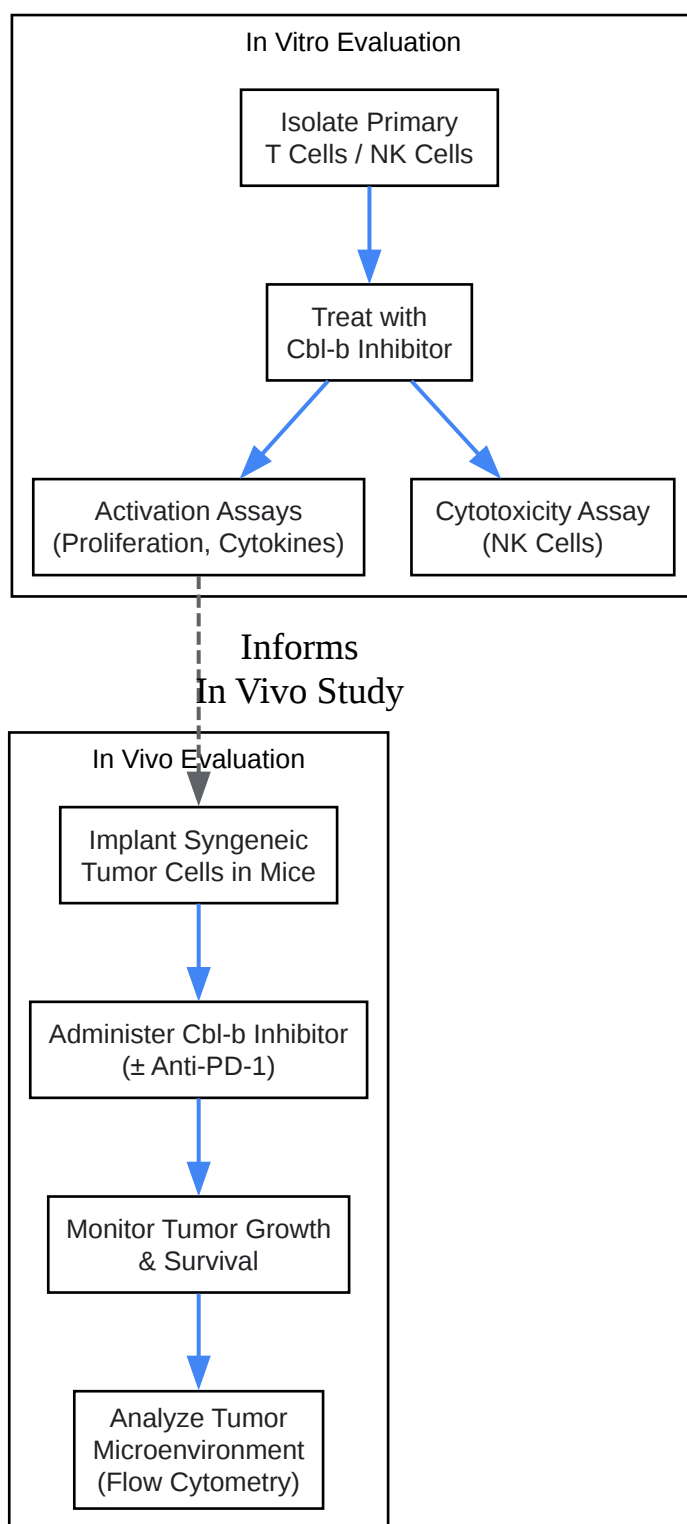 In Vitro Evaluation
Isolate Primary
T Cells / NK Cells
Treat with
Cbl-b Inhibitor
Activation Assays
(Proliferation, Cytokines)
Cytotoxicity Assay
(NK Cells)
Informs
In Vivo Study
In Vivo Evaluation
Implant Syngeneic
Tumor Cells in Mice
Administer Cbl-b Inhibitor
(± Anti-PD-1)
Monitor Tumor Growth
& Survival
Analyze Tumor
Microenvironment
(Flow Cytometry)